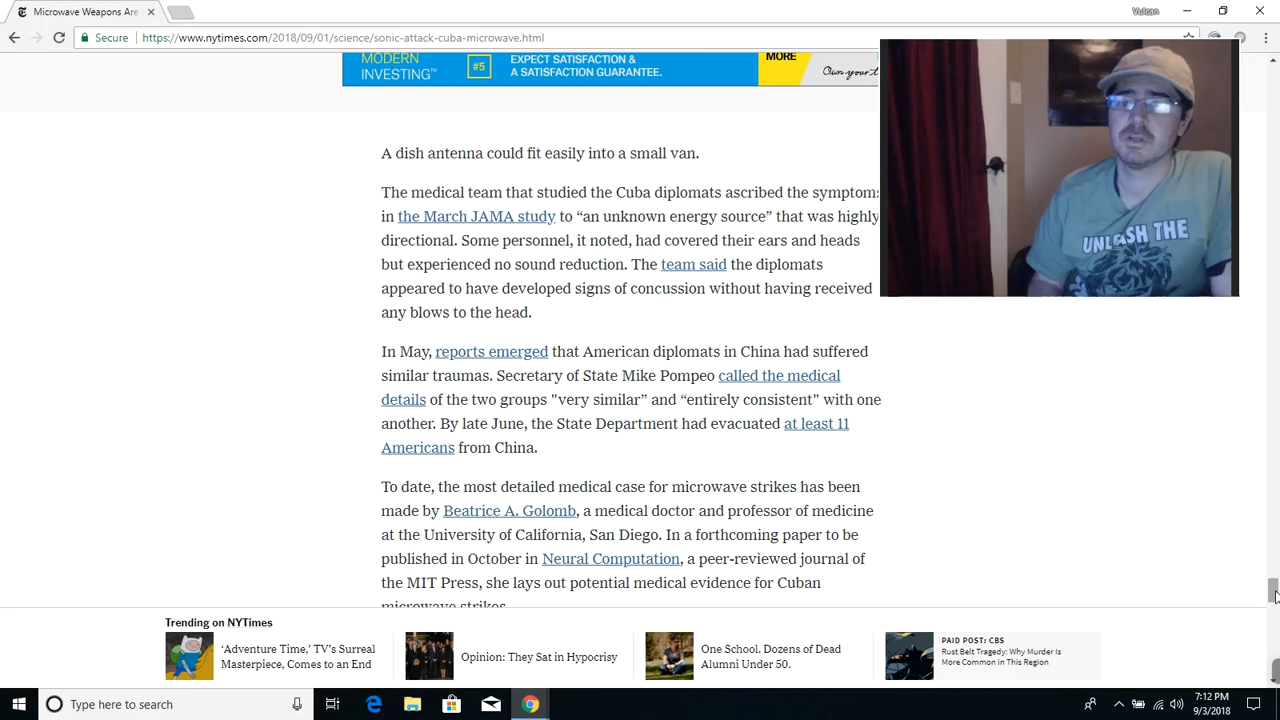 Microwave Weapons Are
Vulcan
Secure
https://www.nytimes.com/2018/09/01/science/sonic-attack-cuba-microwave.html
MODERN
INVESTING™
#5
EXPECT SATISFACTION &
A SATISFACTION GUARANTEE.
MORE
Own your
A dish antenna could fit easily into a small van.
The medical team that studied the Cuba diplomats ascribed the symptoms
in the March JAMA study to “an unknown energy source” that was highly
directional. Some personnel, it noted, had covered their ears and heads
but experienced no sound reduction. The team said the diplomats
appeared to have developed signs of concussion without having received
any blows to the head.
In May, reports emerged that American diplomats in China had suffered
similar traumas. Secretary of State Mike Pompeo called the medical
details of the two groups "very similar” and “entirely consistent" with one
another. By late June, the State Department had evacuated at least 11
Americans from China.
To date, the most detailed medical case for microwave strikes has been
made by Beatrice A. Golomb, a medical doctor and professor of medicine
at the University of California, San Diego. In a forthcoming paper to be
published in October in Neural Computation, a peer-reviewed journal of
the MIT Press, she lays out potential medical evidence for Cuban
microwave strikes.
UNLEASH THE
Trending on NYTimes
‘Adventure Time,’ TV’s Surreal
Masterpiece, Comes to an End
Opinion: They Sat in Hypocrisy
One School. Dozens of Dead
Alumni Under 50.
PAID POST: CBS
Rust Belt Tragedy: Why Murder Is
More Common in This Region
Type here to search
7:12 PM
9/3/2018